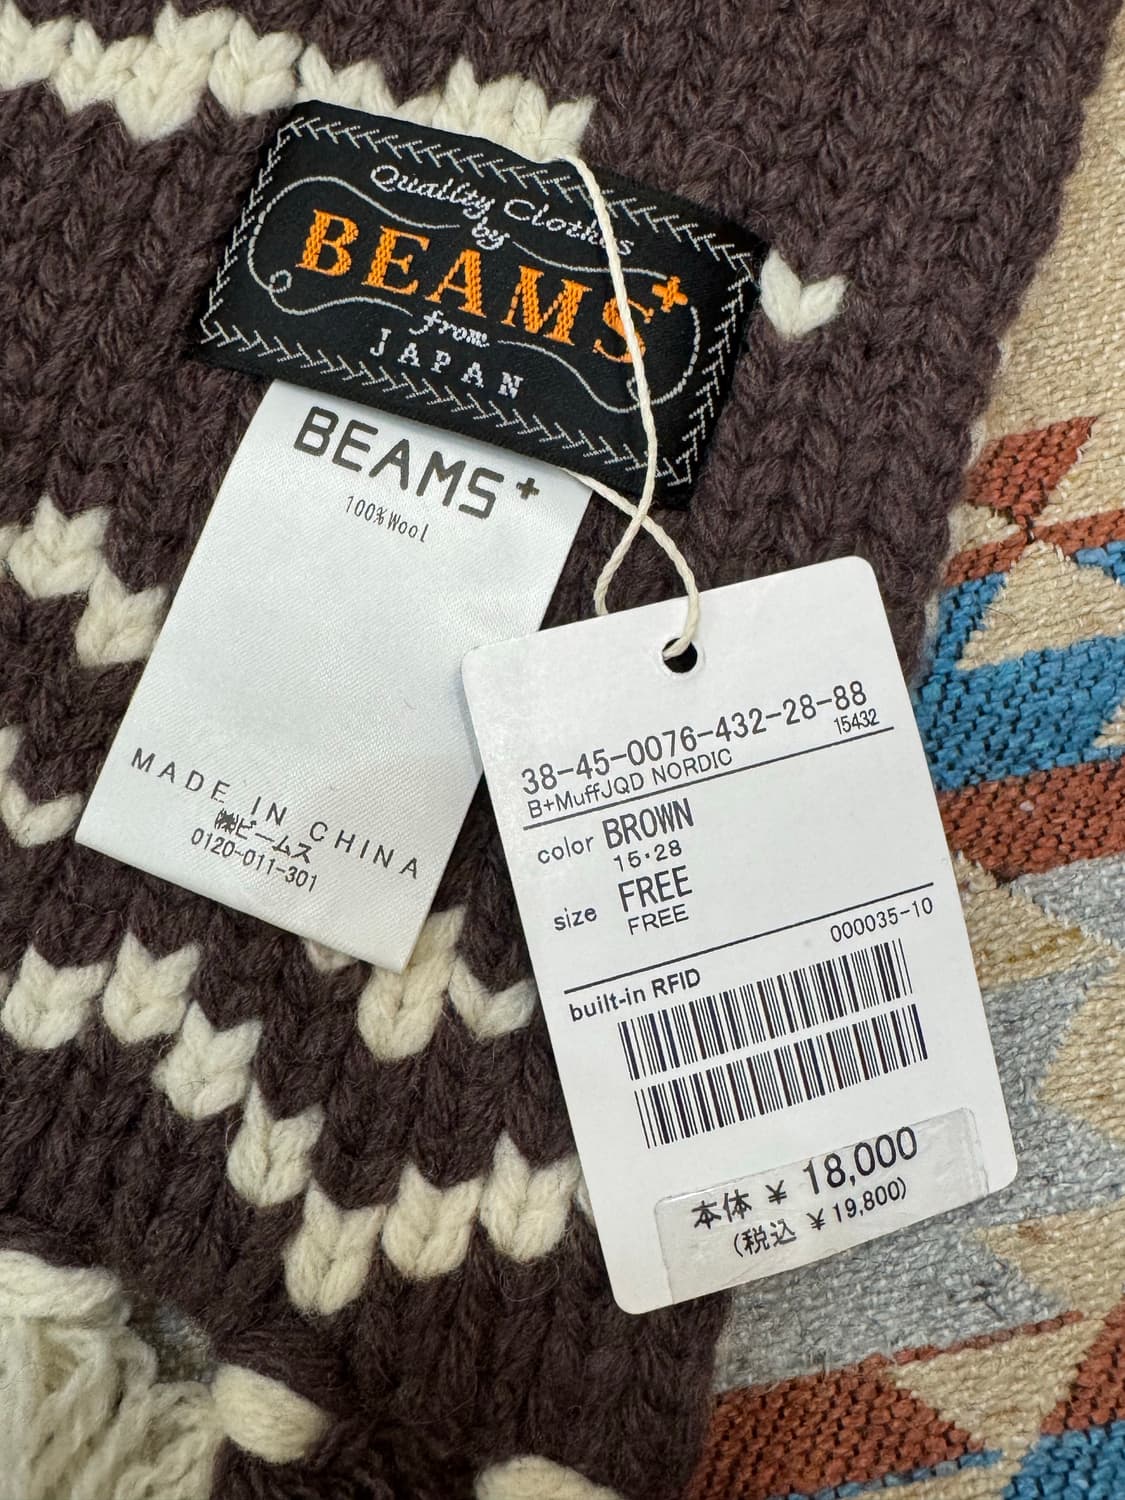 Quality Clothes
by
BEAMS+
from
JAPAN
BEAMS+
100%Wool
MADE IN CHINA
㈱ビームス
0120-011-301
38-45-0076-432-28-88
15432
B+MuffJQD NORDIC
color BROWN
15・28
size FREE
FREE
000035-10
built-in RFID
本体 ¥ 18,000
(税込 ¥19,800)